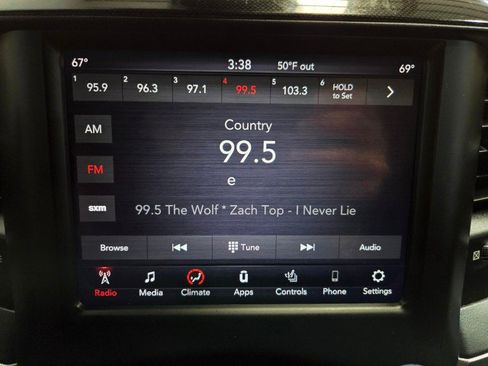 67° 3:38 50°F out 69°
1 95.9 2 96.3 3 97.1 4 99.5 5 103.3 6 HOLD to Set
AM
Country
99.5
FM
e
sxm
99.5 The Wolf * Zach Top - I Never Lie
Browse Tune Audio
Radio Media Climate Apps Controls Phone Settings